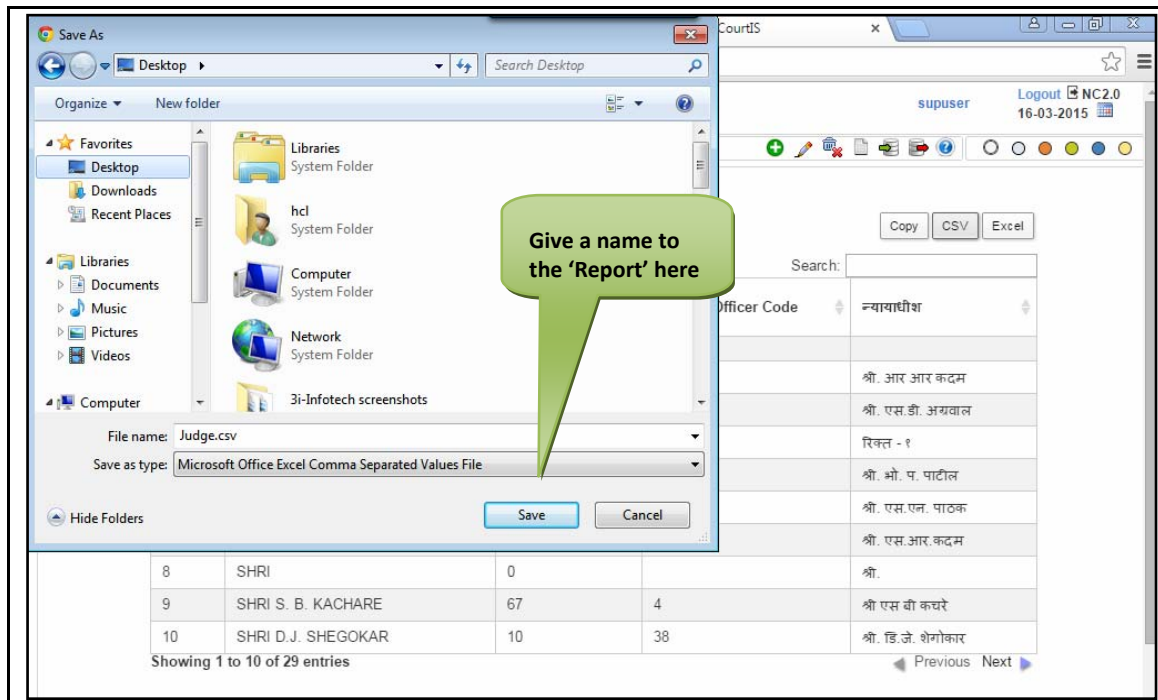 Save As
CourtIS
Desktop
Search Desktop
Organize
New folder
supuser
Logout NC2.0
16-03-2015
Favorites
Desktop
Downloads
Recent Places
Libraries
Documents
Music
Pictures
Videos
Computer
Libraries
System Folder
hcl
System Folder
Computer
System Folder
Network
System Folder
3i-Infotech screenshots
Give a name to
the ‘Report’ here
Copy CSV Excel
Search:
Officer Code न्यायाधीश
श्री. आर आर कदम
श्री. एस.डी. अग्रवाल
रिक्त - १
श्री. भो. प. पाटील
श्री. एस.एन. पाठक
श्री. एस.आर.कदम
File name: Judge.csv
Save as type: Microsoft Office Excel Comma Separated Values File
Hide Folders
Save Cancel
8 SHRI 0 श्री.
9 SHRI S. B. KACHARE 67 4 श्री एस बी कचरे
10 SHRI D.J. SHEGOKAR 10 38 श्री. डि.जे. शेगोकार
Showing 1 to 10 of 29 entries Previous Next